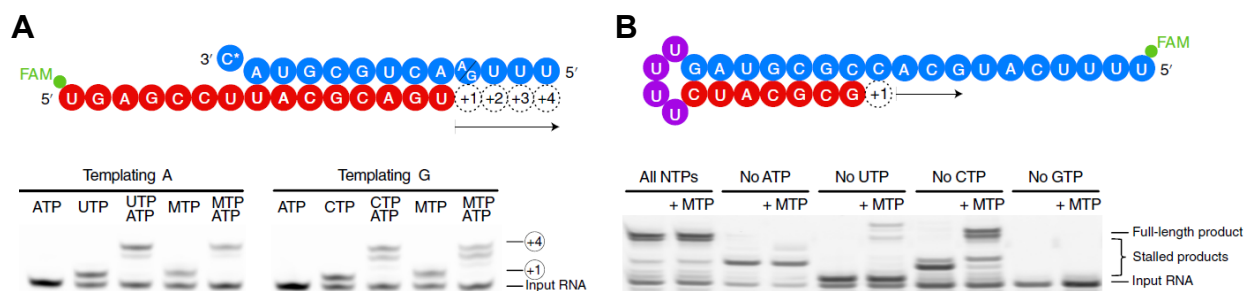 A
3′ C* A U G C G U C A A G U U U 5′
FAM
5′ U G A G C C U U A C G C A G U +1 +2 +3 +4
Templating A
Templating G
ATP UTP UTP ATP MTP MTP ATP
ATP CTP CTP ATP MTP MTP ATP
+4
+1
Input RNA
B
FAM
U U U U
G A U G C G C C A C G U A C U U U U 5′
C U A C G C G +1
All NTPs No ATP No UTP No CTP No GTP
+ MTP + MTP + MTP + MTP + MTP
Full-length product
Stalled products
Input RNA